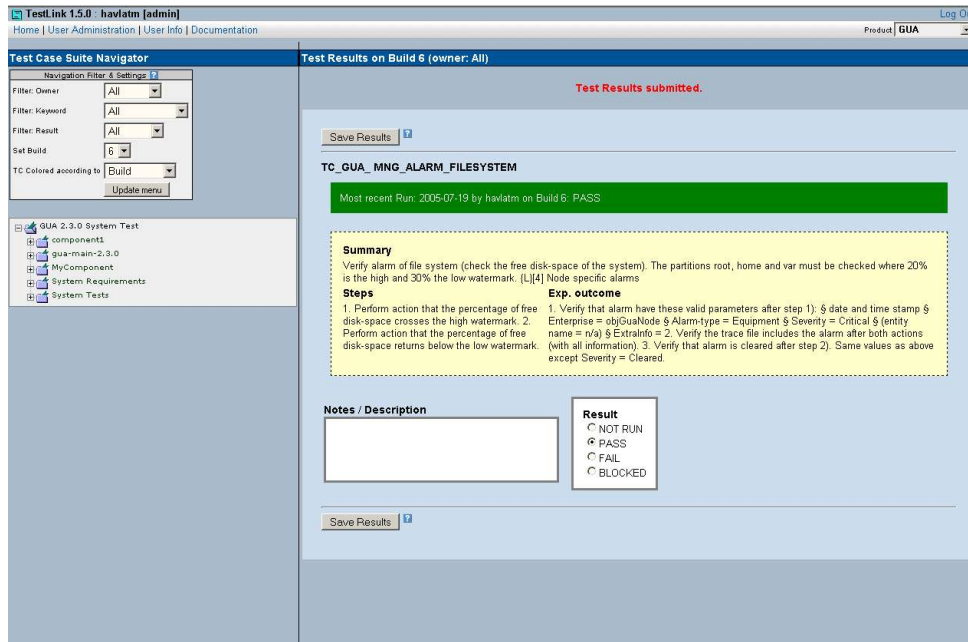 TestLink 1.5.0 : havlatm [admin]
Log Ou
Home | User Administration | User Info | Documentation
Product GUA
Test Case Suite Navigator
Navigation Filter & Settings ?
Filter: Owner All
Filter: Keyword All
Filter: Result All
Set Build 6
TC Colored according to Build
Update menu
GUA 2.3.0 System Test
component1
gua-main-2.3.0
MyComponent
System Requirements
System Tests
Test Results on Build 6 (owner: All)
Test Results submitted.
Save Results ?
TC_GUA_ MNG_ALARM_FILESYSTEM
Most recent Run: 2005-07-19 by havlatm on Build 6: PASS
Summary
Verify alarm of file system (check the free disk-space of the system). The partitions root, home and var must be checked where 20%
is the high and 30% the low watermark. {L}[4] Node specific alarms
Steps
1. Perform action that the percentage of free
disk-space crosses the high watermark. 2.
Perform action that the percentage of free
disk-space returns below the low watermark.
Exp. outcome
1. Verify that alarm have these valid parameters after step 1): § date and time stamp §
Enterprise = objGuaNode § Alarm-type = Equipment § Severity = Critical § (entity
name = n/a) § ExtraInfo = 2. Verify the trace file includes the alarm after both actions
(with all information). 3. Verify that alarm is cleared after step 2). Same values as above
except Severity = Cleared.
Notes / Description
Result
NOT RUN
PASS
FAIL
BLOCKED
Save Results ?